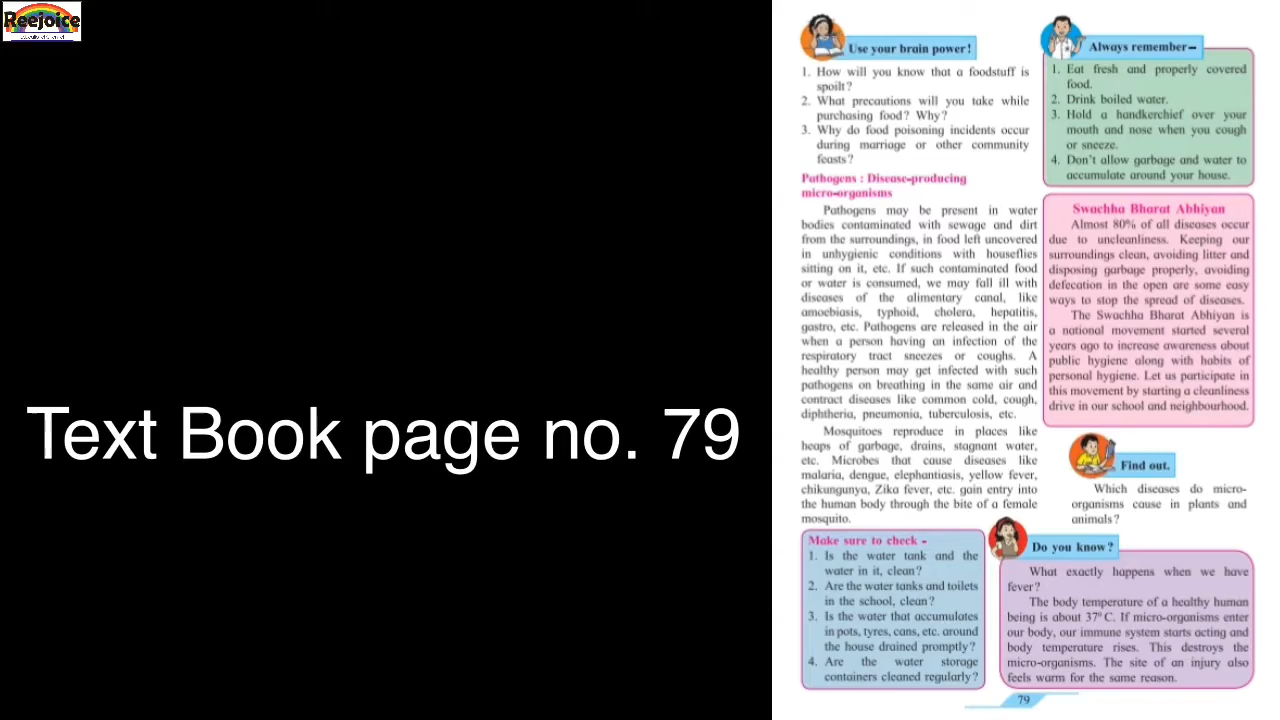 Reejoice
Text Book page no. 79
Use your brain power!
1. How will you know that a foodstuff is
spoilt?
2. What precautions will you take while
purchasing food? Why?
3. Why do food poisoning incidents occur
during marriage or other community
feasts?
Pathogens : Disease-producing
micro-organisms
Pathogens may be present in water
bodies contaminated with sewage and dirt
from the surroundings, in food left uncovered
in unhygienic conditions with houseflies
sitting on it, etc. If such contaminated food
or water is consumed, we may fall ill with
diseases of the alimentary canal, like
amoebiasis, typhoid, cholera, hepatitis,
gastro, etc. Pathogens are released in the air
when a person having an infection of the
respiratory tract sneezes or coughs. A
healthy person may get infected with such
pathogens on breathing in the same air and
contract diseases like common cold, cough,
diphtheria, pneumonia, tuberculosis, etc.
Mosquitoes reproduce in places like
heaps of garbage, drains, stagnant water,
etc. Microbes that cause diseases like
malaria, dengue, elephantiasis, yellow fever,
chikungunya, Zika fever, etc. gain entry into
the human body through the bite of a female
mosquito.
Make sure to check -
1. Is the water tank and the
water in it, clean?
2. Are the water tanks and toilets
in the school, clean?
3. Is the water that accumulates
in pots, tyres, cans, etc. around
the house drained promptly?
4. Are the water storage
containers cleaned regularly?
Always remember-
1. Eat fresh and properly covered
food.
2. Drink boiled water.
3. Hold a handkerchief over your
mouth and nose when you cough
or sneeze.
4. Don't allow garbage and water to
accumulate around your house.
Swachha Bharat Abhiyan
Almost 80% of all diseases occur
due to uncleanliness. Keeping our
surroundings clean, avoiding litter and
disposing garbage properly, avoiding
defecation in the open are some easy
ways to stop the spread of diseases.
The Swachha Bharat Abhiyan is
a national movement started several
years ago to increase awareness about
public hygiene along with habits of
personal hygiene. Let us participate in
this movement by starting a cleanliness
drive in our school and neighbourhood.
Find out.
Which diseases do micro-
organisms cause in plants and
animals?
Do you know?
What exactly happens when we have
fever?
The body temperature of a healthy human
being is about 37°C. If micro-organisms enter
our body, our immune system starts acting and
body temperature rises. This destroys the
micro-organisms. The site of an injury also
feels warm for the same reason.
79